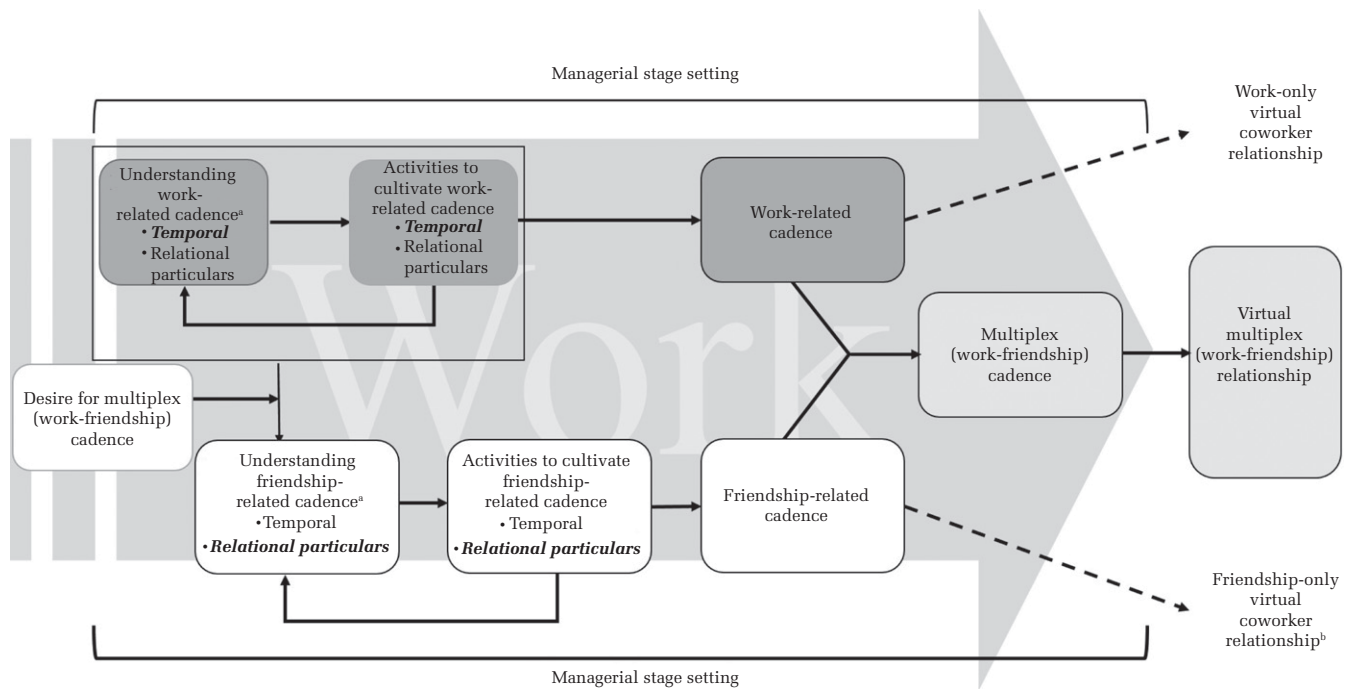 Managerial stage setting
Work-only
virtual
coworker
relationship
Understanding
work-
related cadenceᵃ
• Temporal
• Relational
particulars
Activities to
cultivate work-
related cadence
• Temporal
• Relational
particulars
Work-related
cadence
Work
Multiplex
(work-friendship)
cadence
Virtual
multiplex
(work-friendship)
relationship
Desire for multiplex
(work-friendship)
cadence
Understanding
friendship-
related cadenceᵃ
•Temporal
•Relational particulars
Activities to cultivate
friendship-
related cadence
• Temporal
•Relational particulars
Friendship-related
cadence
Friendship-only
virtual
coworker
relationshipᵇ
Managerial stage setting